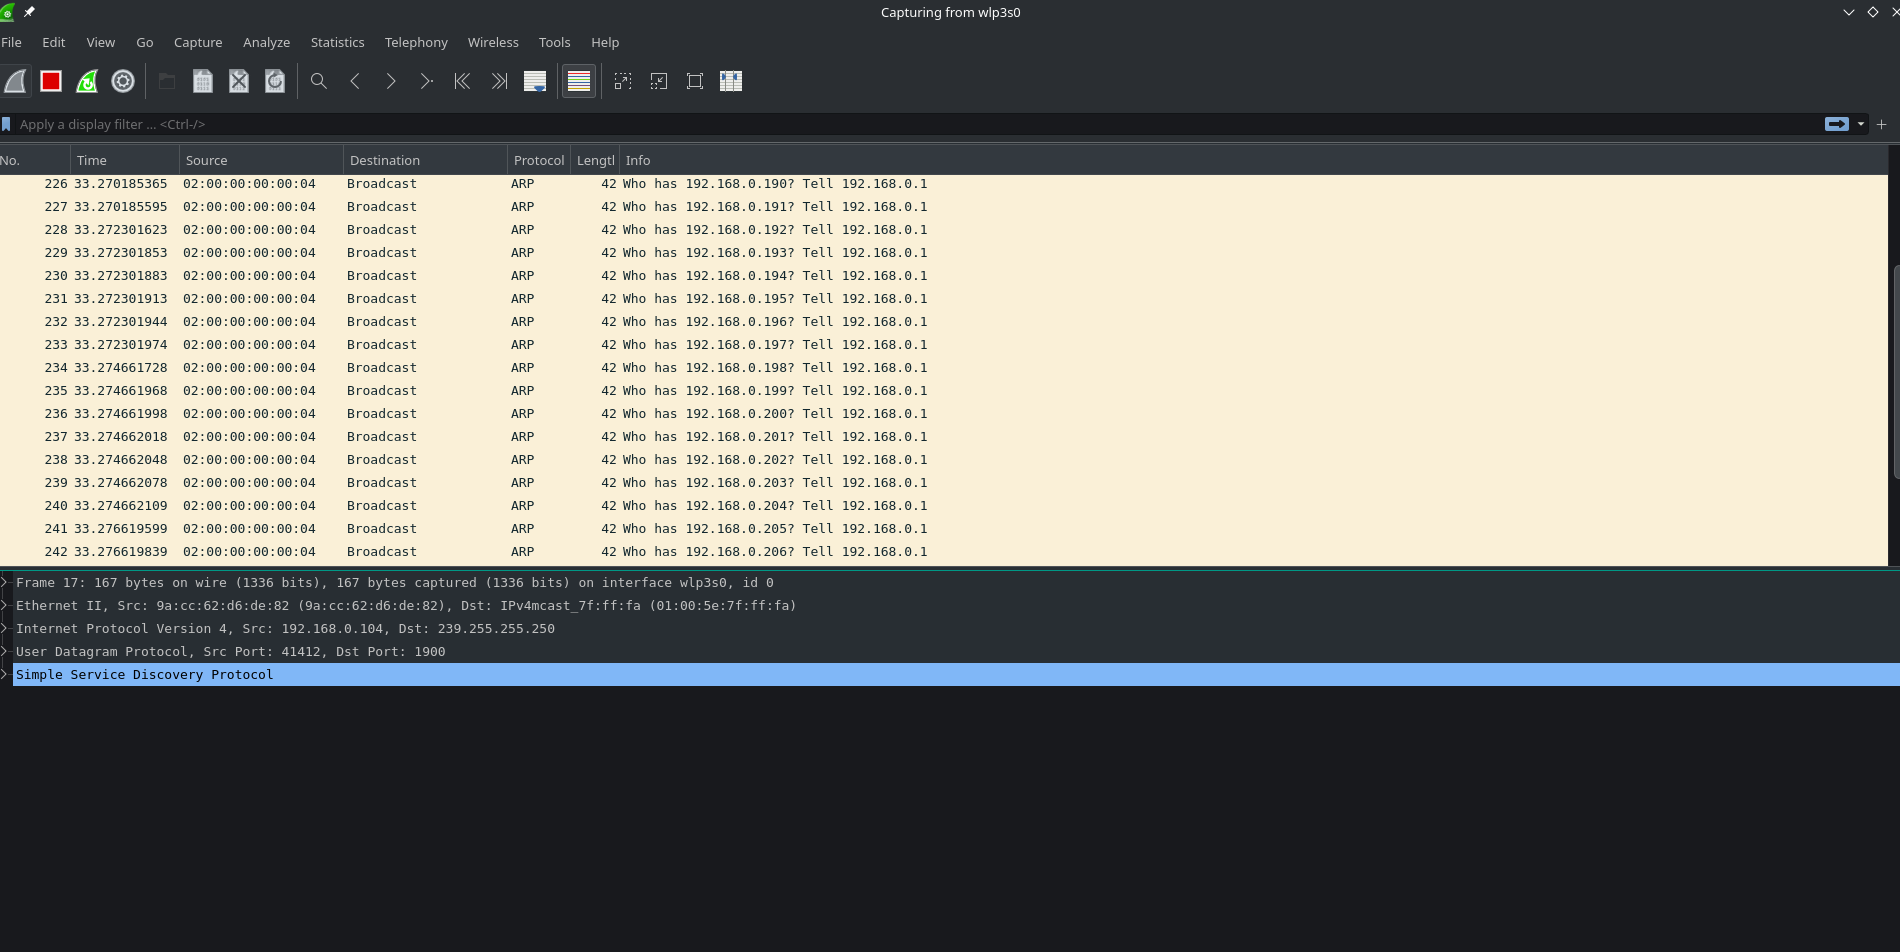 Capturing from wlp3s0
File Edit View Go Capture Analyze Statistics Telephony Wireless Tools Help
Apply a display filter ... <Ctrl-/>
No. Time Source Destination Protocol Lengtl Info
226 33.270185365 02:00:00:00:00:04 Broadcast ARP 42 Who has 192.168.0.190? Tell 192.168.0.1
227 33.270185595 02:00:00:00:00:04 Broadcast ARP 42 Who has 192.168.0.191? Tell 192.168.0.1
228 33.272301623 02:00:00:00:00:04 Broadcast ARP 42 Who has 192.168.0.192? Tell 192.168.0.1
229 33.272301853 02:00:00:00:00:04 Broadcast ARP 42 Who has 192.168.0.193? Tell 192.168.0.1
230 33.272301883 02:00:00:00:00:04 Broadcast ARP 42 Who has 192.168.0.194? Tell 192.168.0.1
231 33.272301913 02:00:00:00:00:04 Broadcast ARP 42 Who has 192.168.0.195? Tell 192.168.0.1
232 33.272301944 02:00:00:00:00:04 Broadcast ARP 42 Who has 192.168.0.196? Tell 192.168.0.1
233 33.272301974 02:00:00:00:00:04 Broadcast ARP 42 Who has 192.168.0.197? Tell 192.168.0.1
234 33.274661728 02:00:00:00:00:04 Broadcast ARP 42 Who has 192.168.0.198? Tell 192.168.0.1
235 33.274661968 02:00:00:00:00:04 Broadcast ARP 42 Who has 192.168.0.199? Tell 192.168.0.1
236 33.274661998 02:00:00:00:00:04 Broadcast ARP 42 Who has 192.168.0.200? Tell 192.168.0.1
237 33.274662018 02:00:00:00:00:04 Broadcast ARP 42 Who has 192.168.0.201? Tell 192.168.0.1
238 33.274662048 02:00:00:00:00:04 Broadcast ARP 42 Who has 192.168.0.202? Tell 192.168.0.1
239 33.274662078 02:00:00:00:00:04 Broadcast ARP 42 Who has 192.168.0.203? Tell 192.168.0.1
240 33.274662109 02:00:00:00:00:04 Broadcast ARP 42 Who has 192.168.0.204? Tell 192.168.0.1
241 33.276619599 02:00:00:00:00:04 Broadcast ARP 42 Who has 192.168.0.205? Tell 192.168.0.1
242 33.276619839 02:00:00:00:00:04 Broadcast ARP 42 Who has 192.168.0.206? Tell 192.168.0.1
Frame 17: 167 bytes on wire (1336 bits), 167 bytes captured (1336 bits) on interface wlp3s0, id 0
Ethernet II, Src: 9a:cc:62:d6:de:82 (9a:cc:62:d6:de:82), Dst: IPv4mcast_7f:ff:fa (01:00:5e:7f:ff:fa)
Internet Protocol Version 4, Src: 192.168.0.104, Dst: 239.255.255.250
User Datagram Protocol, Src Port: 41412, Dst Port: 1900
Simple Service Discovery Protocol